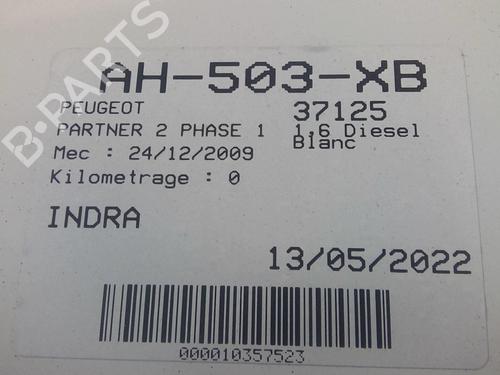 AH-503-XB
PEUGEOT 37125
PARTNER 2 PHASE 1 1,6 Diesel
Blanc
Mec : 24/12/2009
Kilometrage : 0
INDRA
13/05/2022
000010357523
B-PARTS